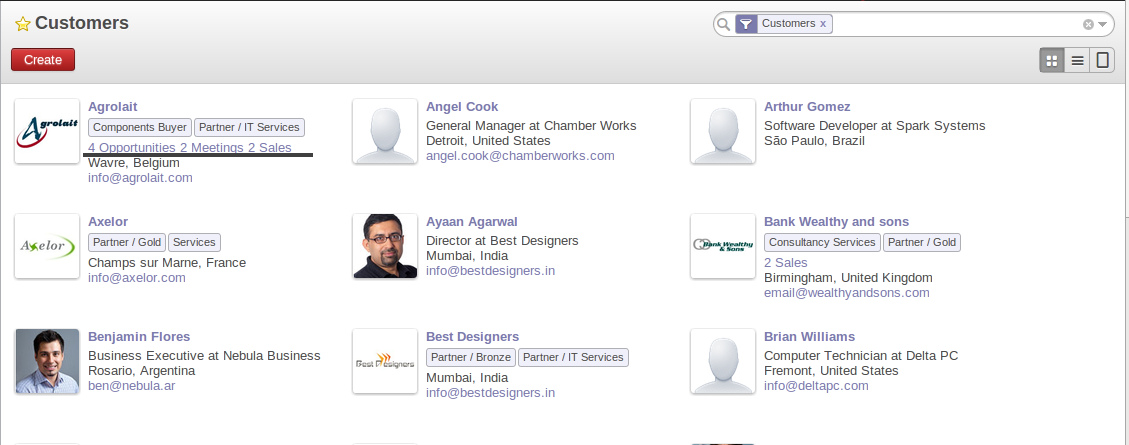 Customers
Customers x
Create
Agrolait
Agrolait
Components Buyer Partner / IT Services
4 Opportunities 2 Meetings 2 Sales
Wavre, Belgium
info@agrolait.com
Angel Cook
General Manager at Chamber Works
Detroit, United States
angel.cook@chamberworks.com
Arthur Gomez
Software Developer at Spark Systems
São Paulo, Brazil
Axelor
Axelor
Partner / Gold Services
Champs sur Marne, France
info@axelor.com
Ayaan Agarwal
Director at Best Designers
Mumbai, India
info@bestdesigners.in
Bank Wealthy
& Sons
Bank Wealthy and sons
Consultancy Services Partner / Gold
2 Sales
Birmingham, United Kingdom
email@wealthyandsons.com
Benjamin Flores
Business Executive at Nebula Business
Rosario, Argentina
ben@nebula.ar
Best Designers
Best Designers
Partner / Bronze Partner / IT Services
Mumbai, India
info@bestdesigners.in
Brian Williams
Computer Technician at Delta PC
Fremont, United States
info@deltapc.com